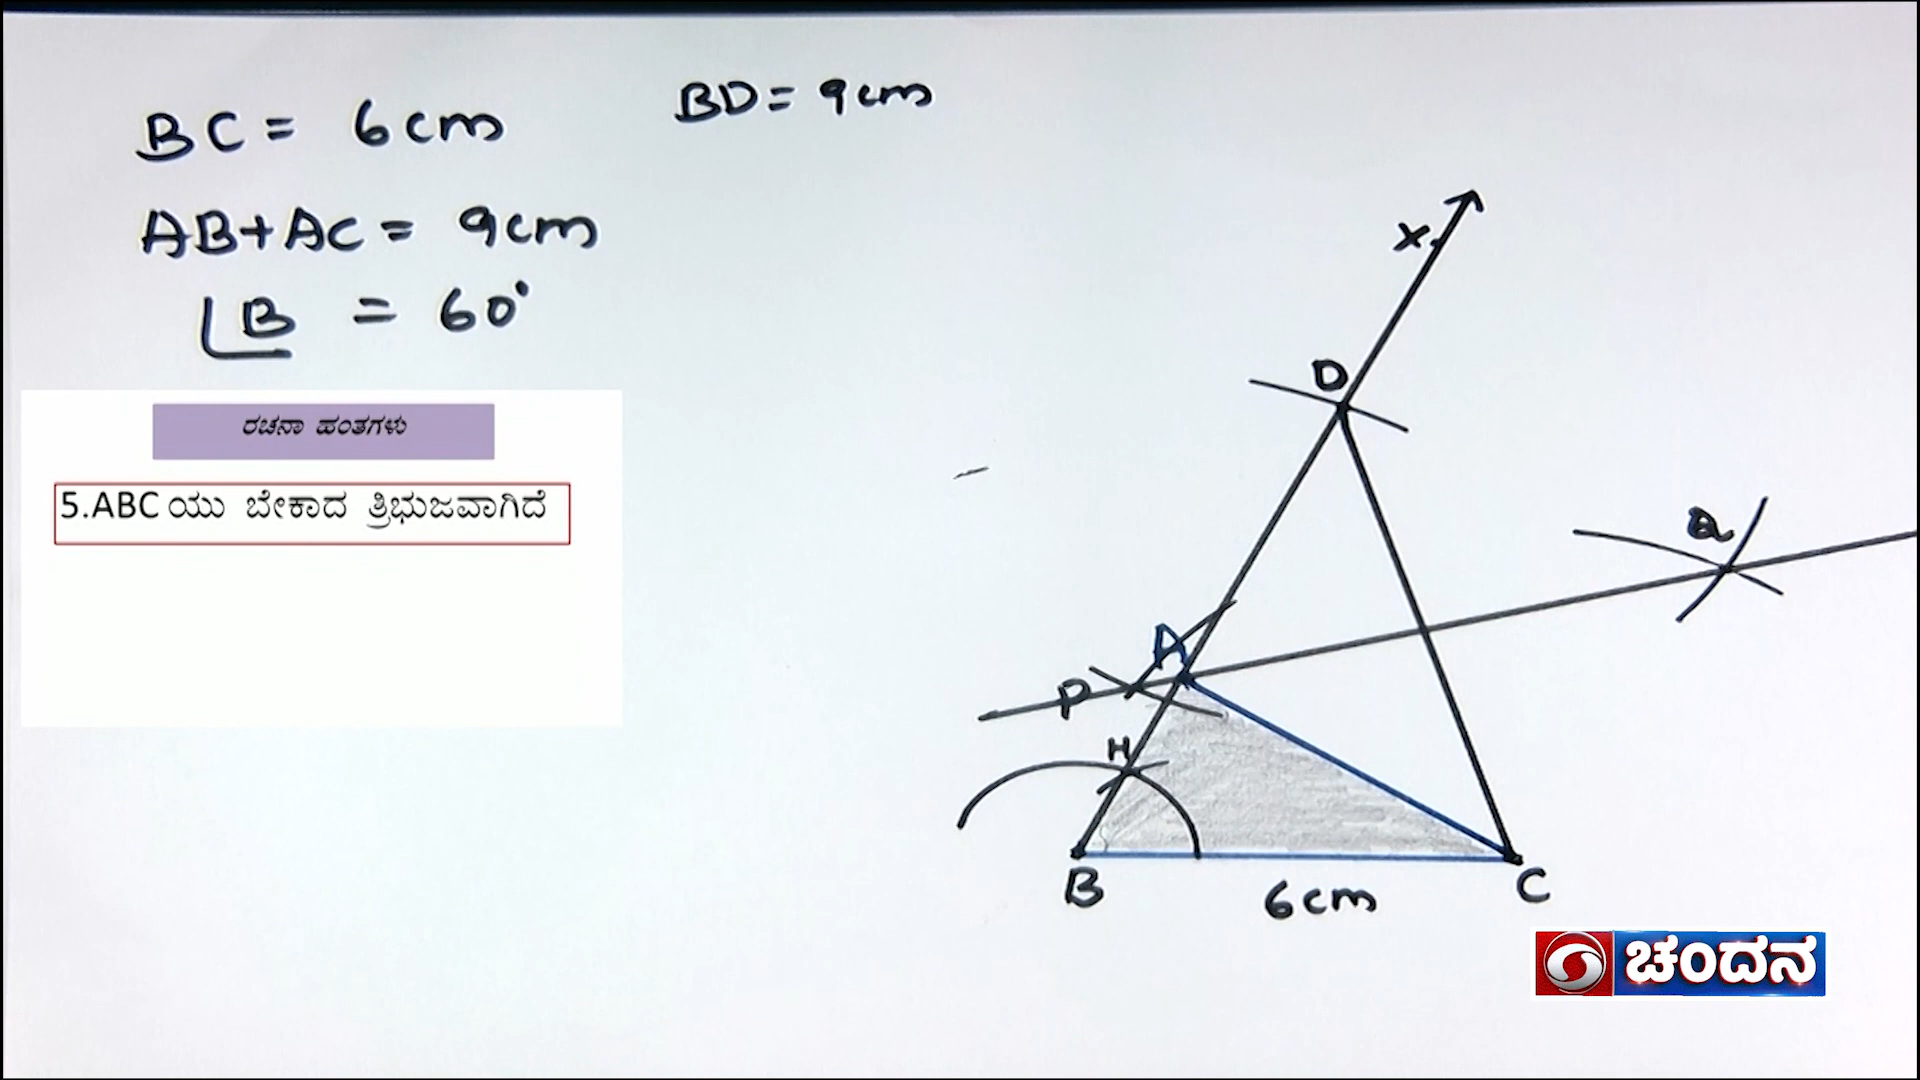 BC = 6cm
BD = 9cm
AB+AC = 9cm
∠B = 60°
ರಚನಾ ಹಂತಗಳು
5.ABC ಯು ಬೇಕಾದ ತ್ರಿಭುಜವಾಗಿದೆ
X
D
Q
A
P
H
B
6cm
C
ಚಂದನ